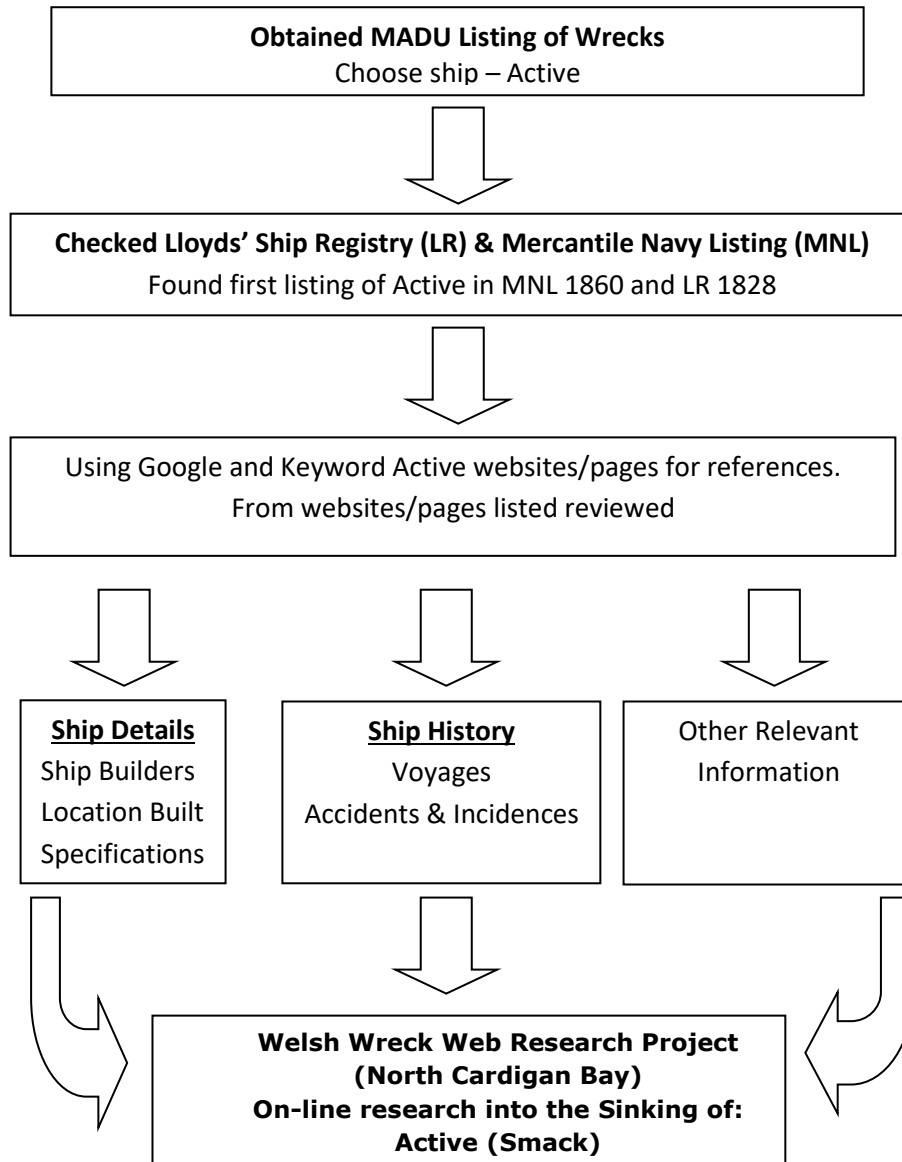 Obtained MADU Listing of Wrecks
Choose ship – Active
Checked Lloyds’ Ship Registry (LR) & Mercantile Navy Listing (MNL)
Found first listing of Active in MNL 1860 and LR 1828
Using Google and Keyword Active websites/pages for references.
From websites/pages listed reviewed
Ship Details
Ship Builders
Location Built
Specifications
Ship History
Voyages
Accidents & Incidences
Other Relevant
Information
Welsh Wreck Web Research Project
(North Cardigan Bay)
On-line research into the Sinking of:
Active (Smack)